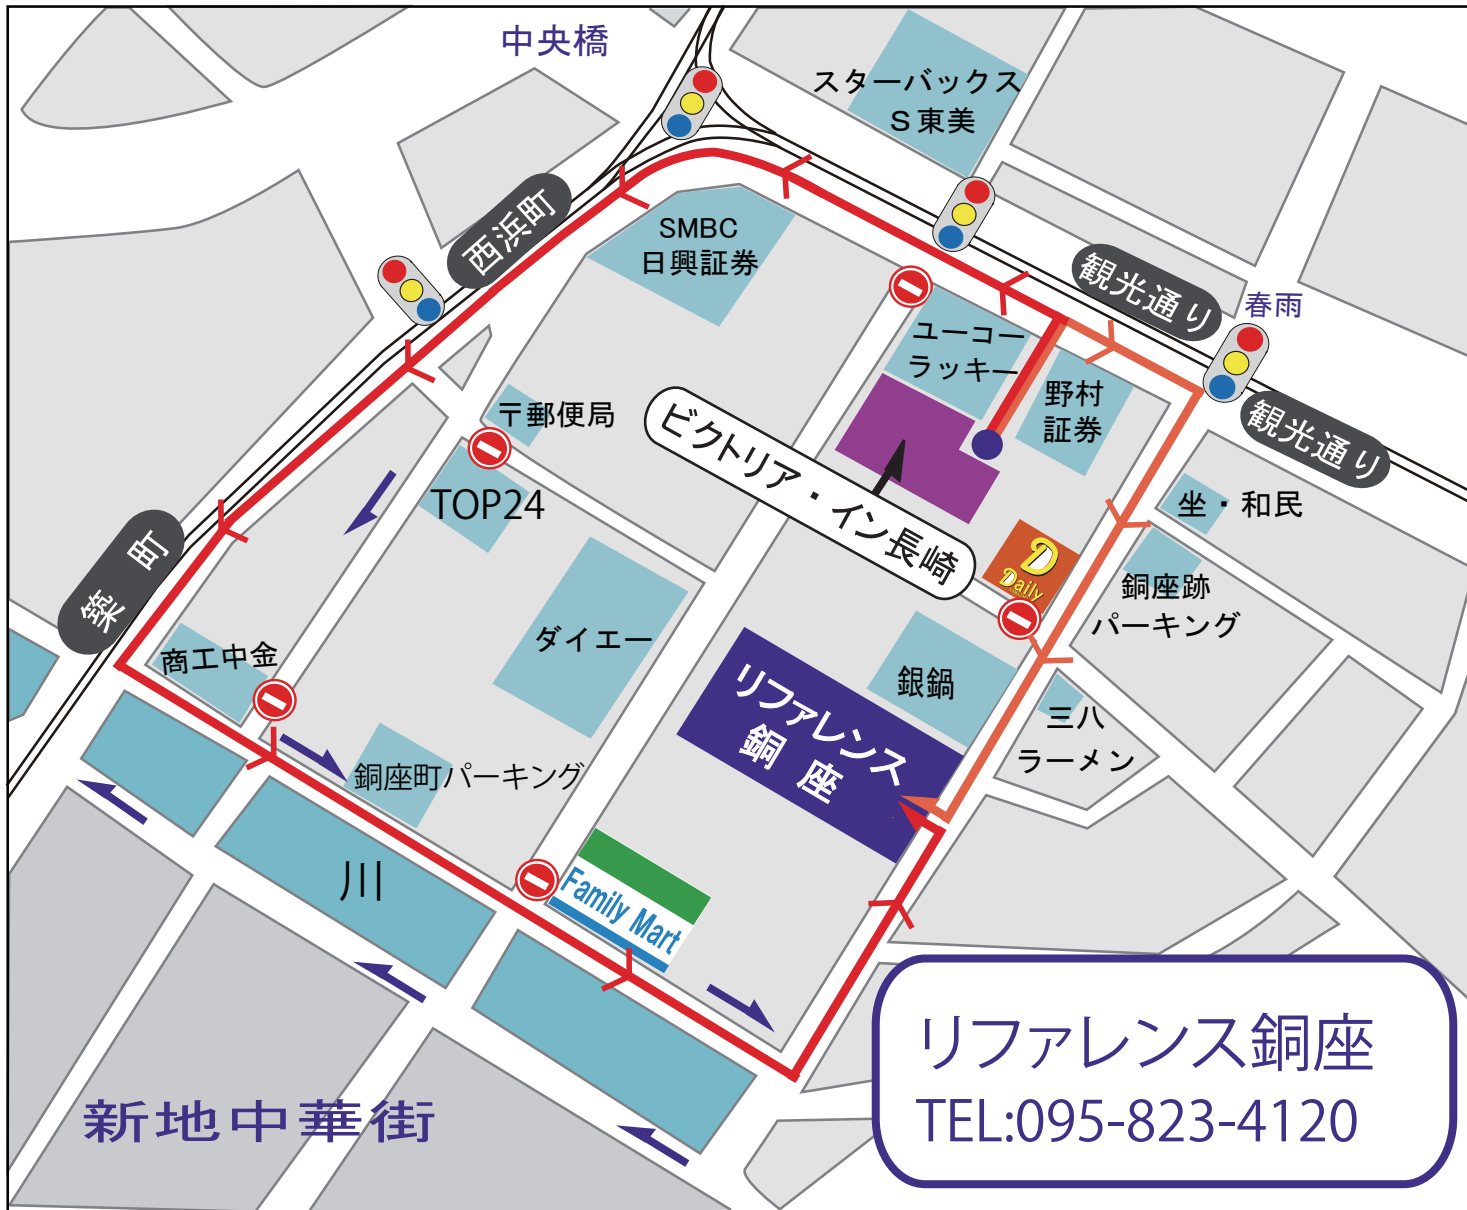 中央橋
スターバックス
S東美
西浜町
SMBC
日興証券
観光通り
春雨
ユーコー
ラッキー
野村
証券
観光通り
〒郵便局
ビクトリア・イン長崎
坐・和民
TOP24
D
Daily
築町
銅座跡
パーキング
ダイエー
商工中金
銀鍋
リファレンス
銅座
三八
ラーメン
銅座町パーキング
川
Family Mart
新地中華街
リファレンス銅座
TEL:095-823-4120